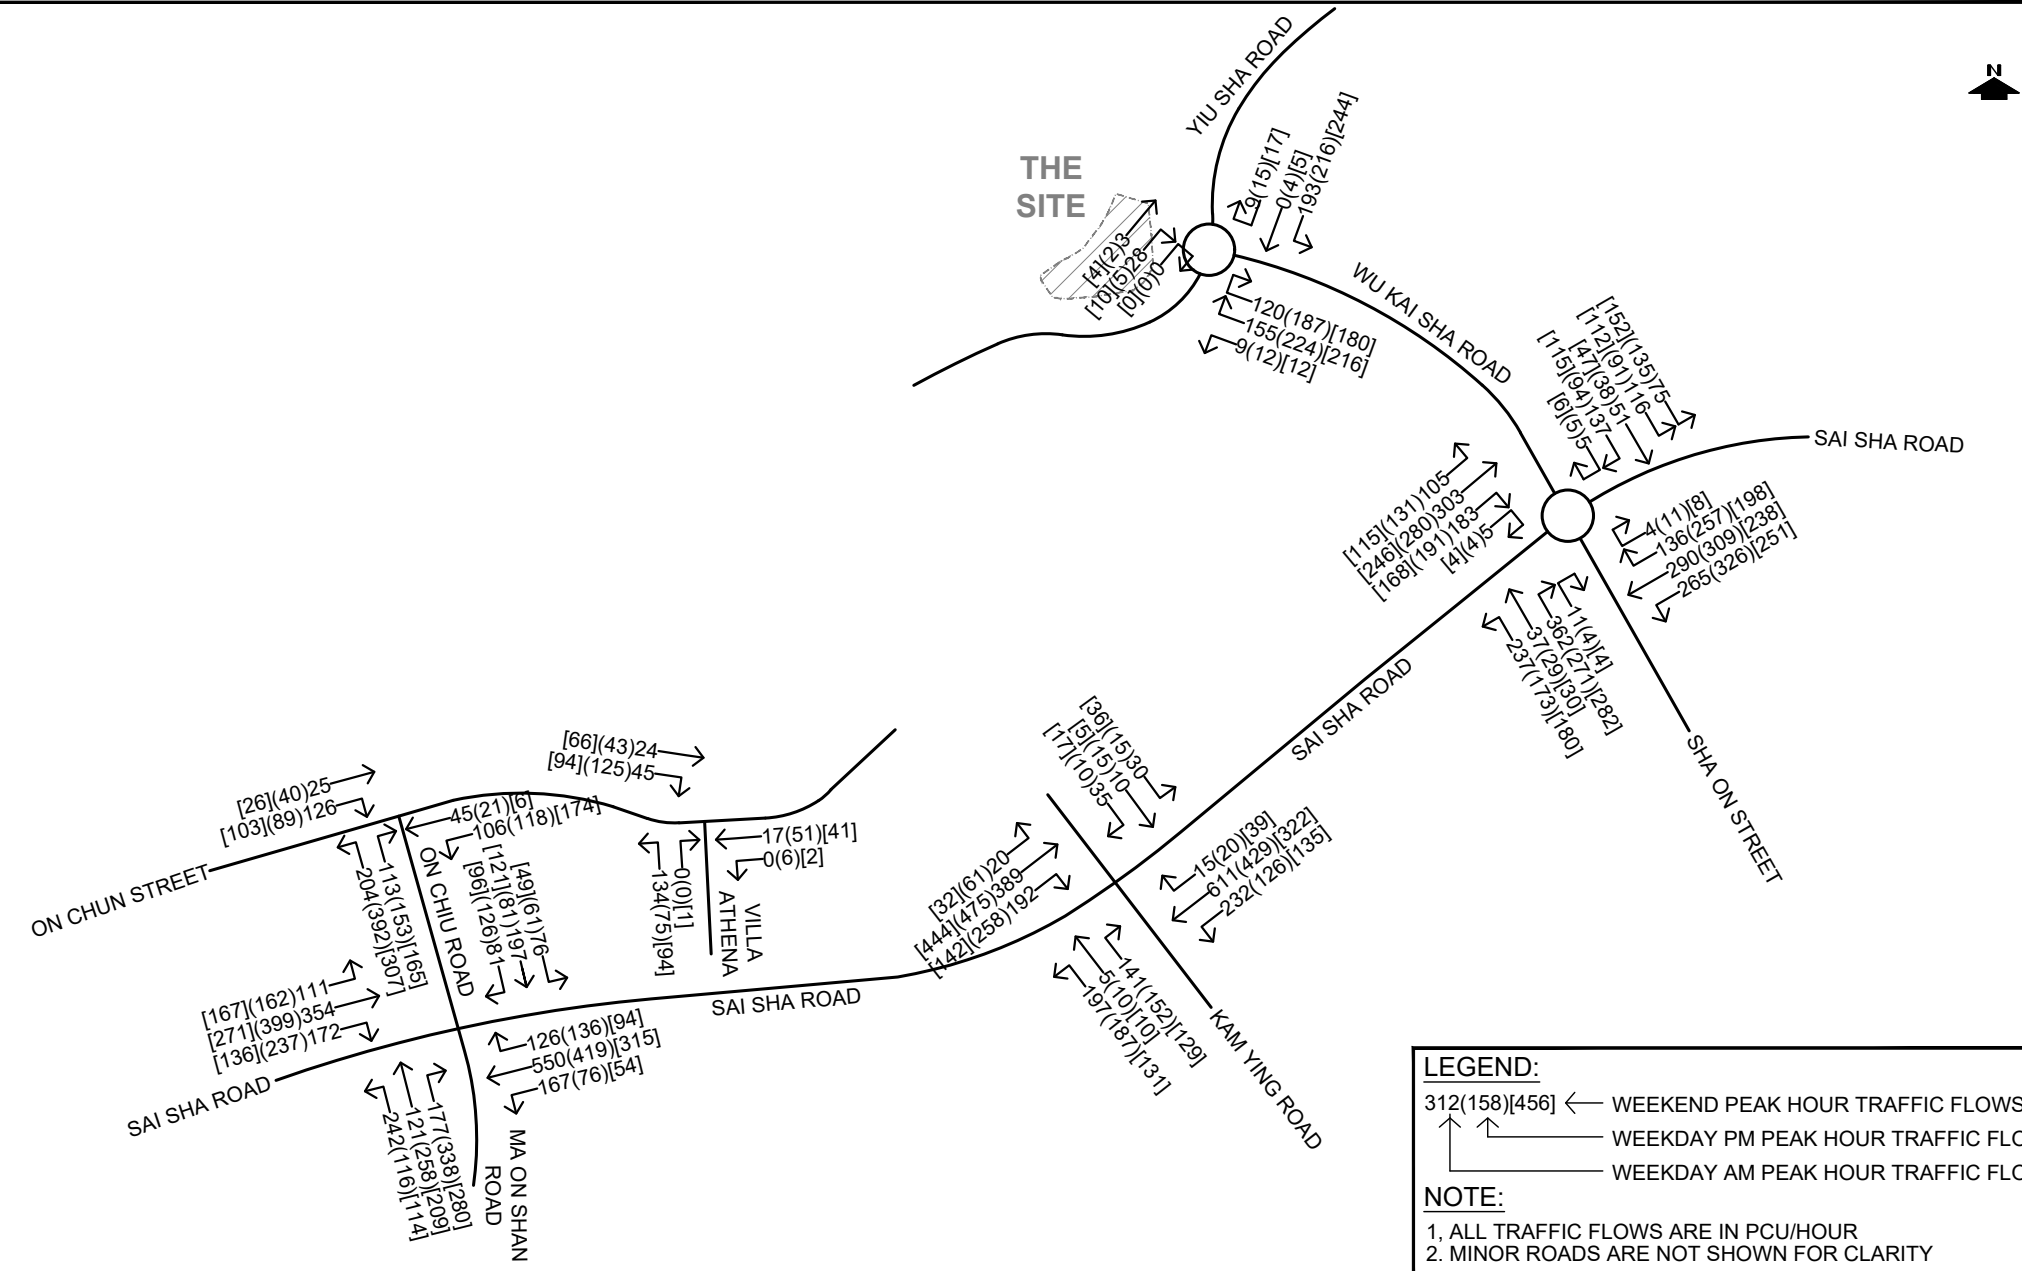 N
YIU SHA ROAD
THE
SITE
9(15)[17]
0(4)[5]
193(216)[244]
[4](2)3
[10](5)28
[0](0)0
120(187)[180]
155(224)[216]
9(12)[12]
WU KAI SHA ROAD
[152](135)75
[112](91)116
[47](38)51
[115](94)137
[6](5)5
SAI SHA ROAD
[115](131)105
[246](280)303
[168](191)183
[4](4)5
4(11)[8]
136(257)[198]
290(309)[238]
265(326)[251]
11(4)[4]
362(271)[282]
37(29)[30]
237(173)[180]
SHA ON STREET
SAI SHA ROAD
[36](15)30
[5](15)10
[17](10)35
[32](61)20
[444](475)389
[142](258)192
15(20)[39]
611(429)[322]
232(126)[135]
141(152)[129]
5(10)[10]
197(187)[131]
KAM YING ROAD
[66](43)24
[94](125)45
17(51)[41]
0(6)[2]
0(0)[1]
134(75)[94]
VILLA
ATHENA
[26](40)25
[103](89)126
45(21)[6]
106(118)[174]
113(153)[165]
204(392)[307]
ON CHUN STREET
ON CHIU ROAD
[49](61)76
[121](81)197
[96](126)81
[167](162)111
[271](399)354
[136](237)172
126(136)[94]
550(419)[315]
167(76)[54]
177(338)[280]
121(258)[209]
242(116)[114]
SAI SHA ROAD
SAI SHA ROAD
MA ON SHAN
ROAD
LEGEND:
312(158)[456]
WEEKEND PEAK HOUR TRAFFIC FLOWS
WEEKDAY PM PEAK HOUR TRAFFIC FLO
WEEKDAY AM PEAK HOUR TRAFFIC FLO
NOTE:
1, ALL TRAFFIC FLOWS ARE IN PCU/HOUR
2. MINOR ROADS ARE NOT SHOWN FOR CLARITY